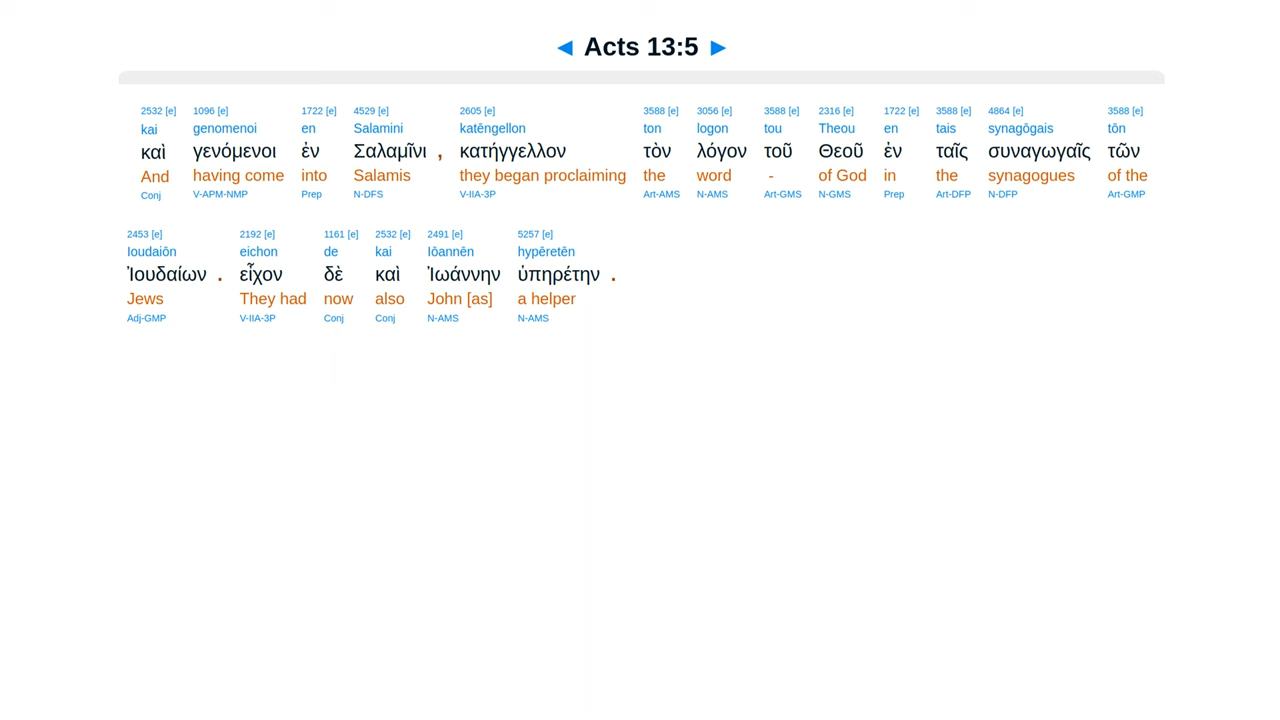 ◄ Acts 13:5 ►
2532 [e] 1096 [e] 1722 [e] 4529 [e] 2605 [e] 3588 [e] 3056 [e] 3588 [e] 2316 [e] 1722 [e] 3588 [e] 4864 [e] 3588 [e]
kai genomenoi en Salamini katēngellon ton logon tou Theou en tais synagōgais tōn
καὶ γενόμενοι ἐν Σαλαμῖνι , κατήγγελλον τὸν λόγον τοῦ Θεοῦ ἐν ταῖς συναγωγαῖς τῶν
And having come into Salamis they began proclaiming the word - of God in the synagogues of the
Conj V-APM-NMP Prep N-DFS V-IIA-3P Art-AMS N-AMS Art-GMS N-GMS Prep Art-DFP N-DFP Art-GMP
2453 [e] 2192 [e] 1161 [e] 2532 [e] 2491 [e] 5257 [e]
Ioudaiōn eichon de kai Iōannēn hypēretēn
Ἰουδαίων . εἶχον δὲ καὶ Ἰωάννην ὑπηρέτην .
Jews They had now also John [as] a helper
Adj-GMP V-IIA-3P Conj Conj N-AMS N-AMS